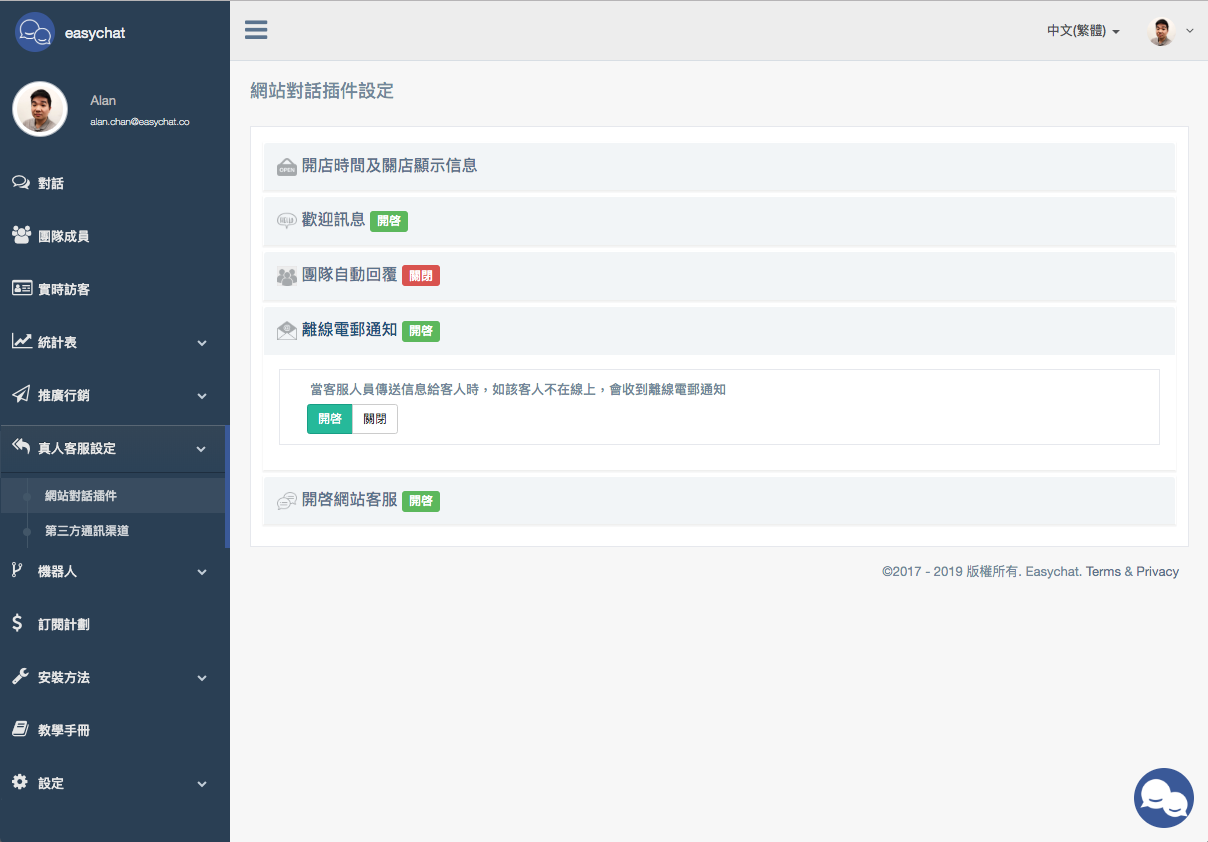 easychat
中文(繁體)
Alan
alan.chan@easychat.co
對話
團隊成員
實時訪客
統計表
推廣行銷
真人客服設定
網站對話插件
第三方通訊渠道
機器人
訂閱計劃
安裝方法
教學手冊
設定
網站對話插件設定
OPEN 開店時間及關店顯示信息
歡迎訊息 開啓
團隊自動回覆 關閉
離線電郵通知 開啓
當客服人員傳送信息給客人時，如該客人不在線上，會收到離線電郵通知
開啓 關閉
開啓網站客服 開啓
©2017 - 2019 版權所有. Easychat. Terms & Privacy